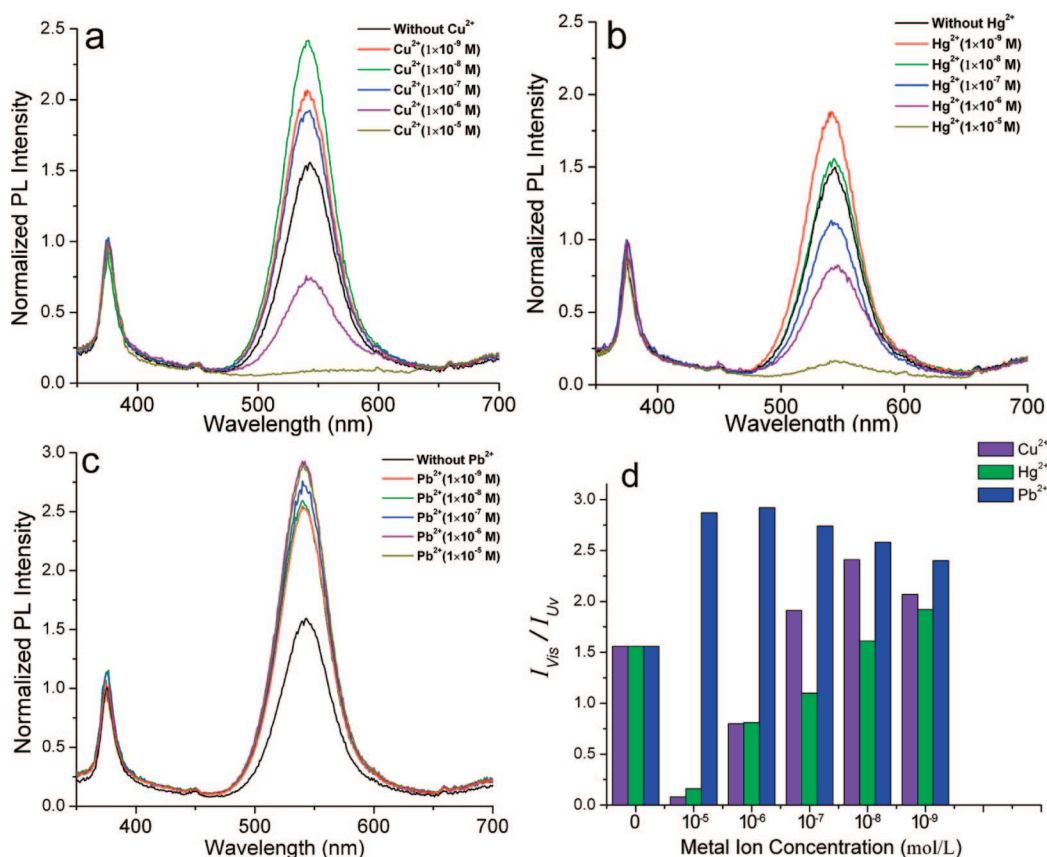 a
Without Cu²⁺
Cu²⁺(1×10⁻⁹ M)
Cu²⁺(1×10⁻⁸ M)
Cu²⁺(1×10⁻⁷ M)
Cu²⁺(1×10⁻⁶ M)
Cu²⁺(1×10⁻⁵ M)
Normalized PL Intensity
2.5
2.0
1.5
1.0
0.5
0.0
400 500 600 700
Wavelength (nm)
b
Without Hg²⁺
Hg²⁺(1×10⁻⁹ M)
Hg²⁺(1×10⁻⁸ M)
Hg²⁺(1×10⁻⁷ M)
Hg²⁺(1×10⁻⁶ M)
Hg²⁺(1×10⁻⁵ M)
Normalized PL Intensity
2.5
2.0
1.5
1.0
0.5
0.0
400 500 600 700
Wavelength (nm)
c
Without Pb²⁺
Pb²⁺(1×10⁻⁹ M)
Pb²⁺(1×10⁻⁸ M)
Pb²⁺(1×10⁻⁷ M)
Pb²⁺(1×10⁻⁶ M)
Pb²⁺(1×10⁻⁵ M)
Normalized PL Intensity
3.0
2.5
2.0
1.5
1.0
0.5
0.0
400 500 600 700
Wavelength (nm)
d
Cu²⁺
Hg²⁺
Pb²⁺
I_Vis / I_Uv
3.0
2.5
2.0
1.5
1.0
0.5
0.0
0 10⁻⁵ 10⁻⁶ 10⁻⁷ 10⁻⁸ 10⁻⁹
Metal Ion Concentration (mol/L)